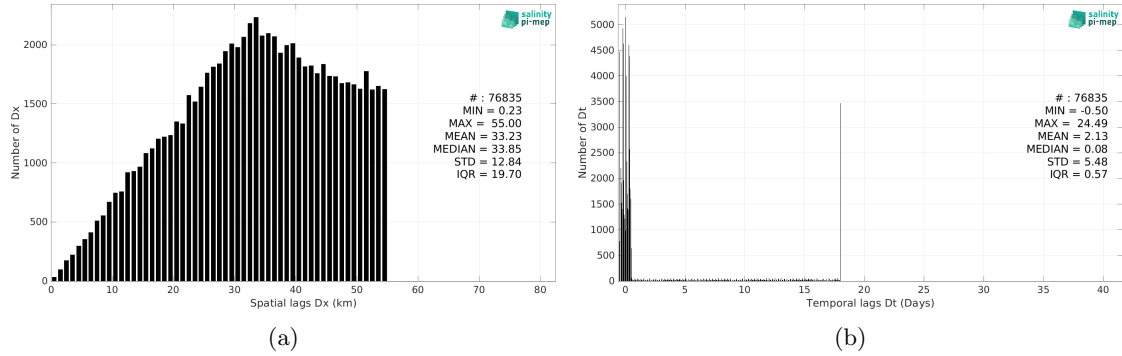 salinity
pi-mep
2000
1500
1000
500
0
Number of Dx
# : 76835
MIN = 0.23
MAX = 55.00
MEAN = 33.23
MEDIAN = 33.85
STD = 12.84
IQR = 19.70
0 10 20 30 40 50 60 70 80
Spatial lags Dx (km)
(a)
salinity
pi-mep
5000
4500
4000
3500
3000
2500
2000
1500
1000
500
0
Number of Dt
# : 76835
MIN = -0.50
MAX = 24.49
MEAN = 2.13
MEDIAN = 0.08
STD = 5.48
IQR = 0.57
0 5 10 15 20 25 30 35 40
Temporal lags Dt (Days)
(b)